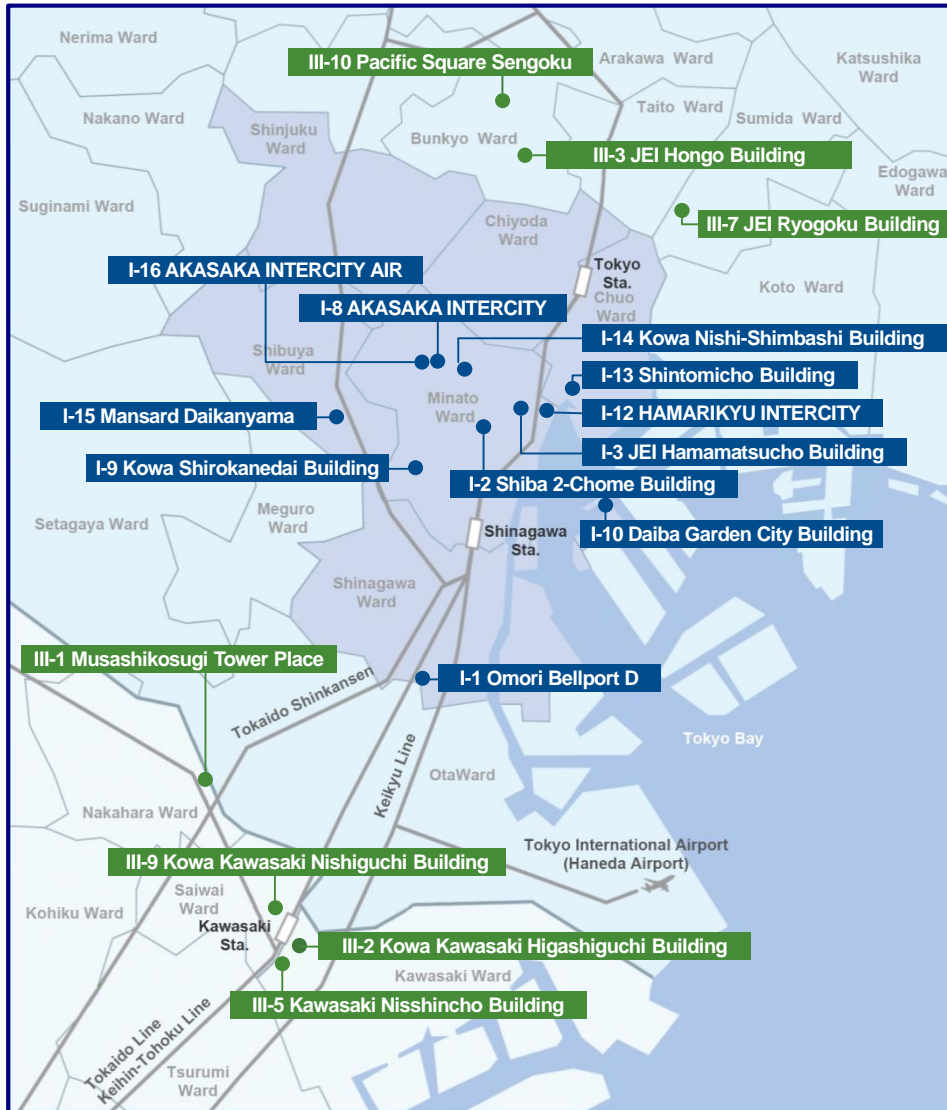 Nerima Ward
III-10 Pacific Square Sengoku
Arakawa Ward
Katsushika
Ward
Nakano Ward
Shinjuku
Ward
Bunkyo Ward
Taito Ward
Sumida Ward
III-3 JEI Hongo Building
Edogawa
Ward
Suginami Ward
Chiyoda
Ward
III-7 JEI Ryogoku Building
I-16 AKASAKA INTERCITY AIR
Tokyo
Sta.
Koto Ward
I-8 AKASAKA INTERCITY
Chuo
Ward
Shibuya
Ward
I-14 Kowa Nishi-Shimbashi Building
I-13 Shintomicho Building
Minato
Ward
I-15 Mansard Daikanyama
I-12 HAMARIKYU INTERCITY
I-3 JEI Hamamatsucho Building
I-9 Kowa Shirokanedai Building
I-2 Shiba 2-Chome Building
Setagaya Ward
Meguro
Ward
Shinagawa
Sta.
I-10 Daiba Garden City Building
Shinagawa
Ward
III-1 Musashikosugi Tower Place
I-1 Omori Bellport D
Tokaido Shinkansen
Tokyo Bay
Keikyu Line
OtaWard
Nakahara Ward
Tokyo International Airport
(Haneda Airport)
III-9 Kowa Kawasaki Nishiguchi Building
Saiwai
Ward
Kohiku Ward
Kawasaki
Sta.
III-2 Kowa Kawasaki Higashiguchi Building
Kawasaki Ward
III-5 Kawasaki Nisshincho Building
Tokaido Line
Keihin-Tohoku Line
Tsurumi
Ward